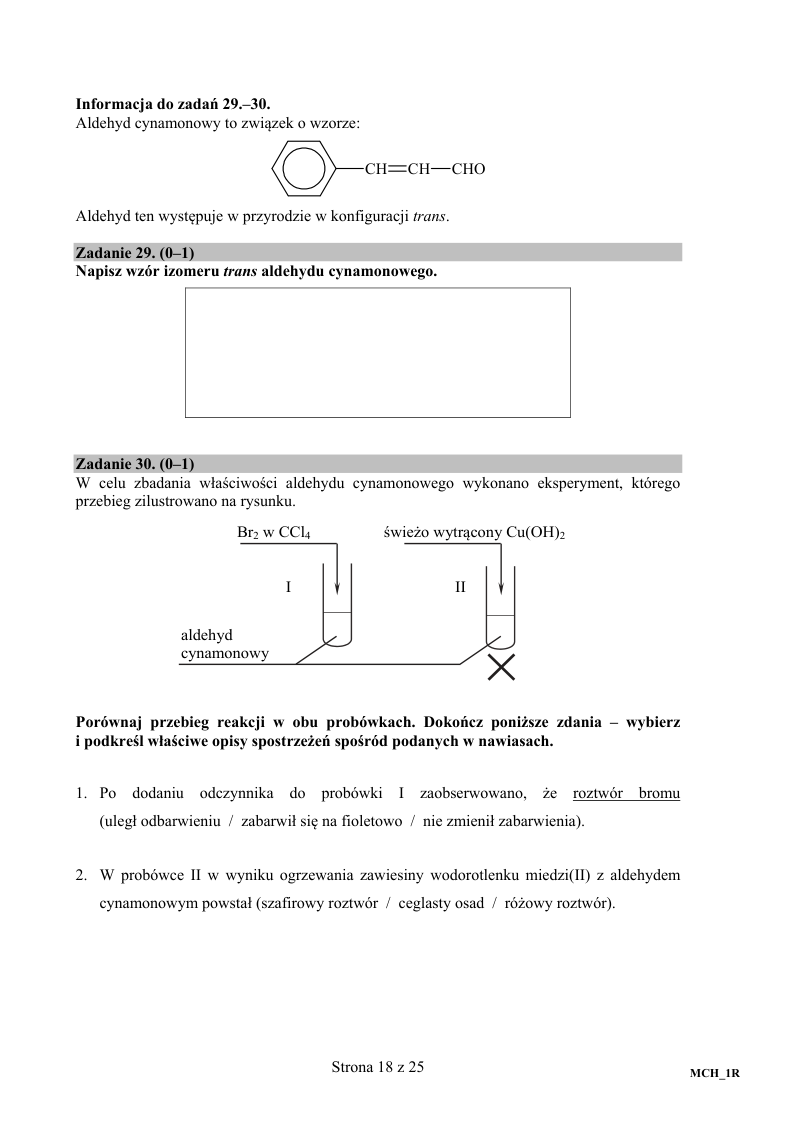 Informacja do zadań 29.–30.
Aldehyd cynamonowy to związek o wzorze:
CH=CH—CHO
Aldehyd ten występuje w przyrodzie w konfiguracji trans.
Zadanie 29. (0–1)
Napisz wzór izomeru trans aldehydu cynamonowego.
Zadanie 30. (0–1)
W celu zbadania właściwości aldehydu cynamonowego wykonano eksperyment, którego
przebieg zilustrowano na rysunku.
Br₂ w CCl₄ świeżo wytrącony Cu(OH)₂
I II
aldehyd
cynamonowy
Porównaj przebieg reakcji w obu probówkach. Dokończ poniższe zdania – wybierz
i podkreśl właściwe opisy spostrzeżeń spośród podanych w nawiasach.
1. Po dodaniu odczynnika do probówki I zaobserwowano, że roztwór bromu
(uległ odbarwieniu / zabarwił się na fioletowo / nie zmienił zabarwienia).
2. W probówce II w wyniku ogrzewania zawiesiny wodorotlenku miedzi(II) z aldehydem
cynamonowym powstał (szafirowy roztwór / ceglasty osad / różowy roztwór).
Strona 18 z 25
MCH_1R